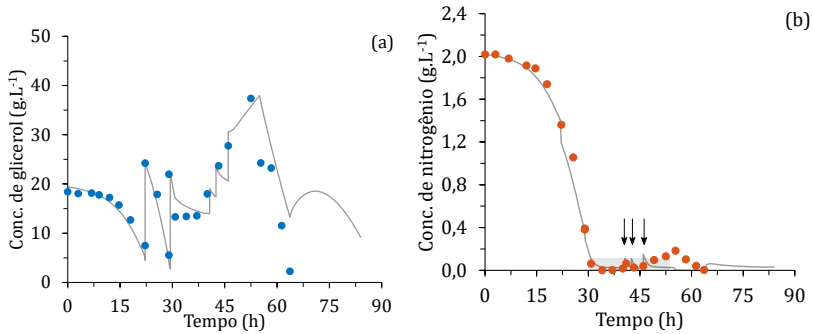 (a)
Conc. de glicerol (g.L-1)
50
40
30
20
10
0
0 15 30 45 60 75 90
Tempo (h)
(b)
Conc. de nitrogênio (g.L-1)
2,0
1,6
1,2
0,8
0,4
0,0
0 15 30 45 60 75 90
Tempo (h)